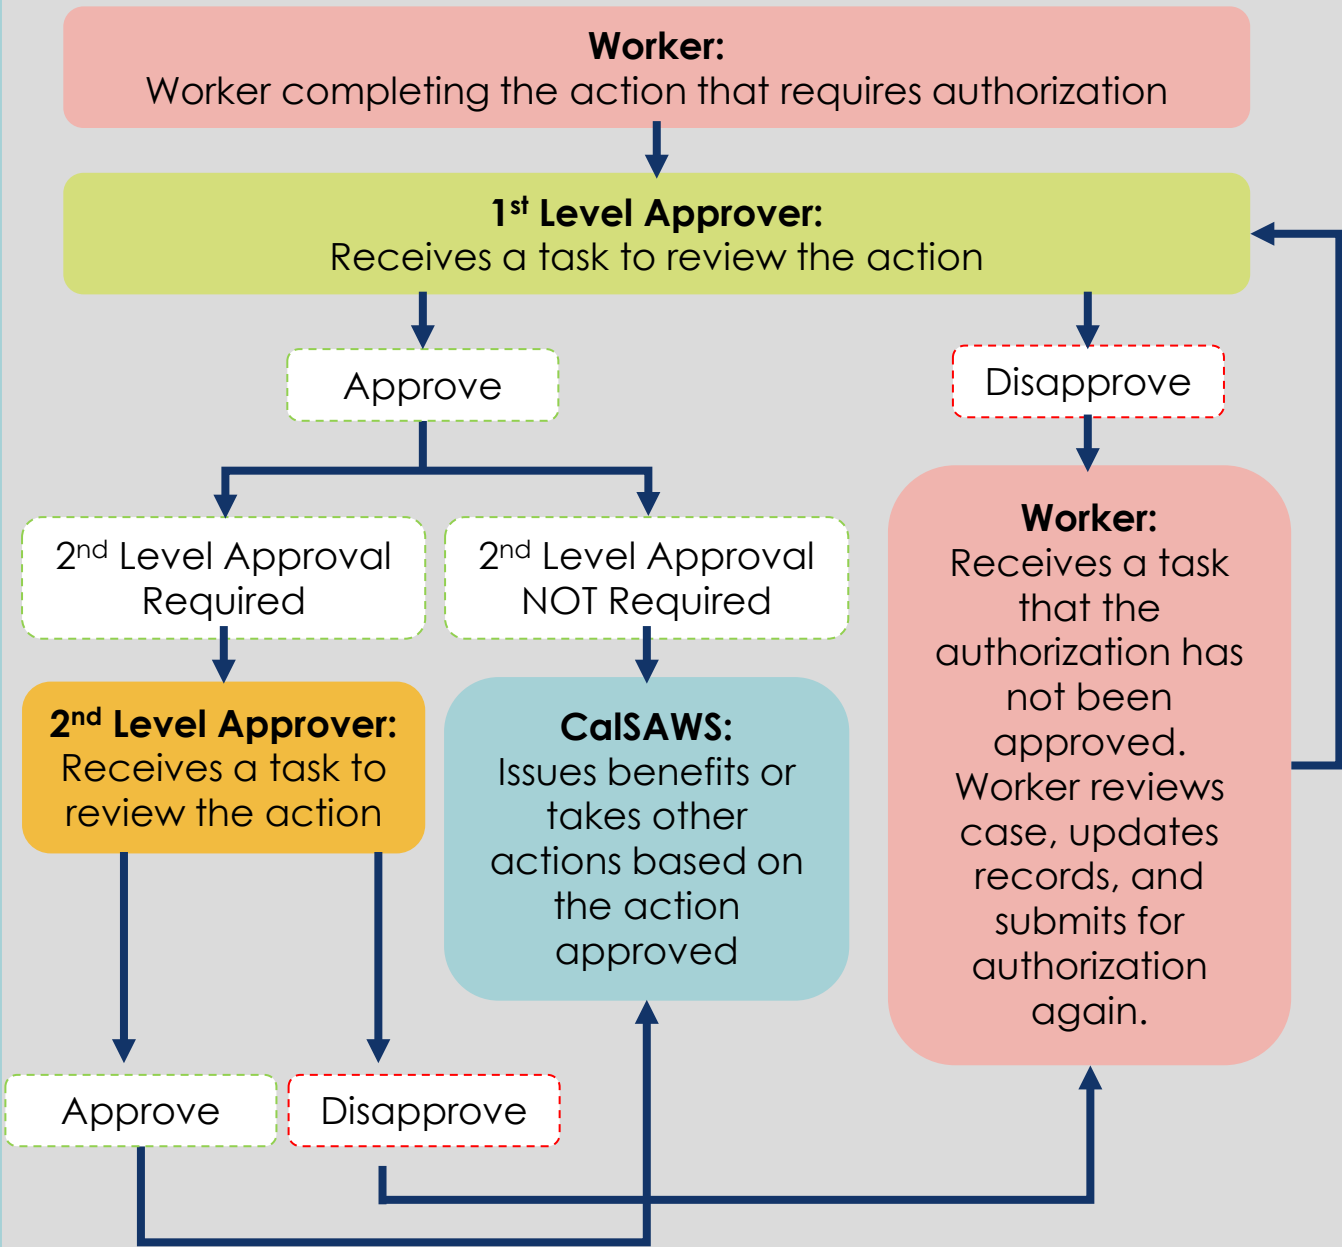 Worker:
Worker completing the action that requires authorization
1st Level Approver:
Receives a task to review the action
Approve
Disapprove
2nd Level Approval
Required
2nd Level Approval
NOT Required
Worker:
Receives a task
that the
authorization has
not been
approved.
Worker reviews
case, updates
records, and
submits for
authorization
again.
2nd Level Approver:
Receives a task to
review the action
CalSAWS:
Issues benefits or
takes other
actions based on
the action
approved
Approve
Disapprove